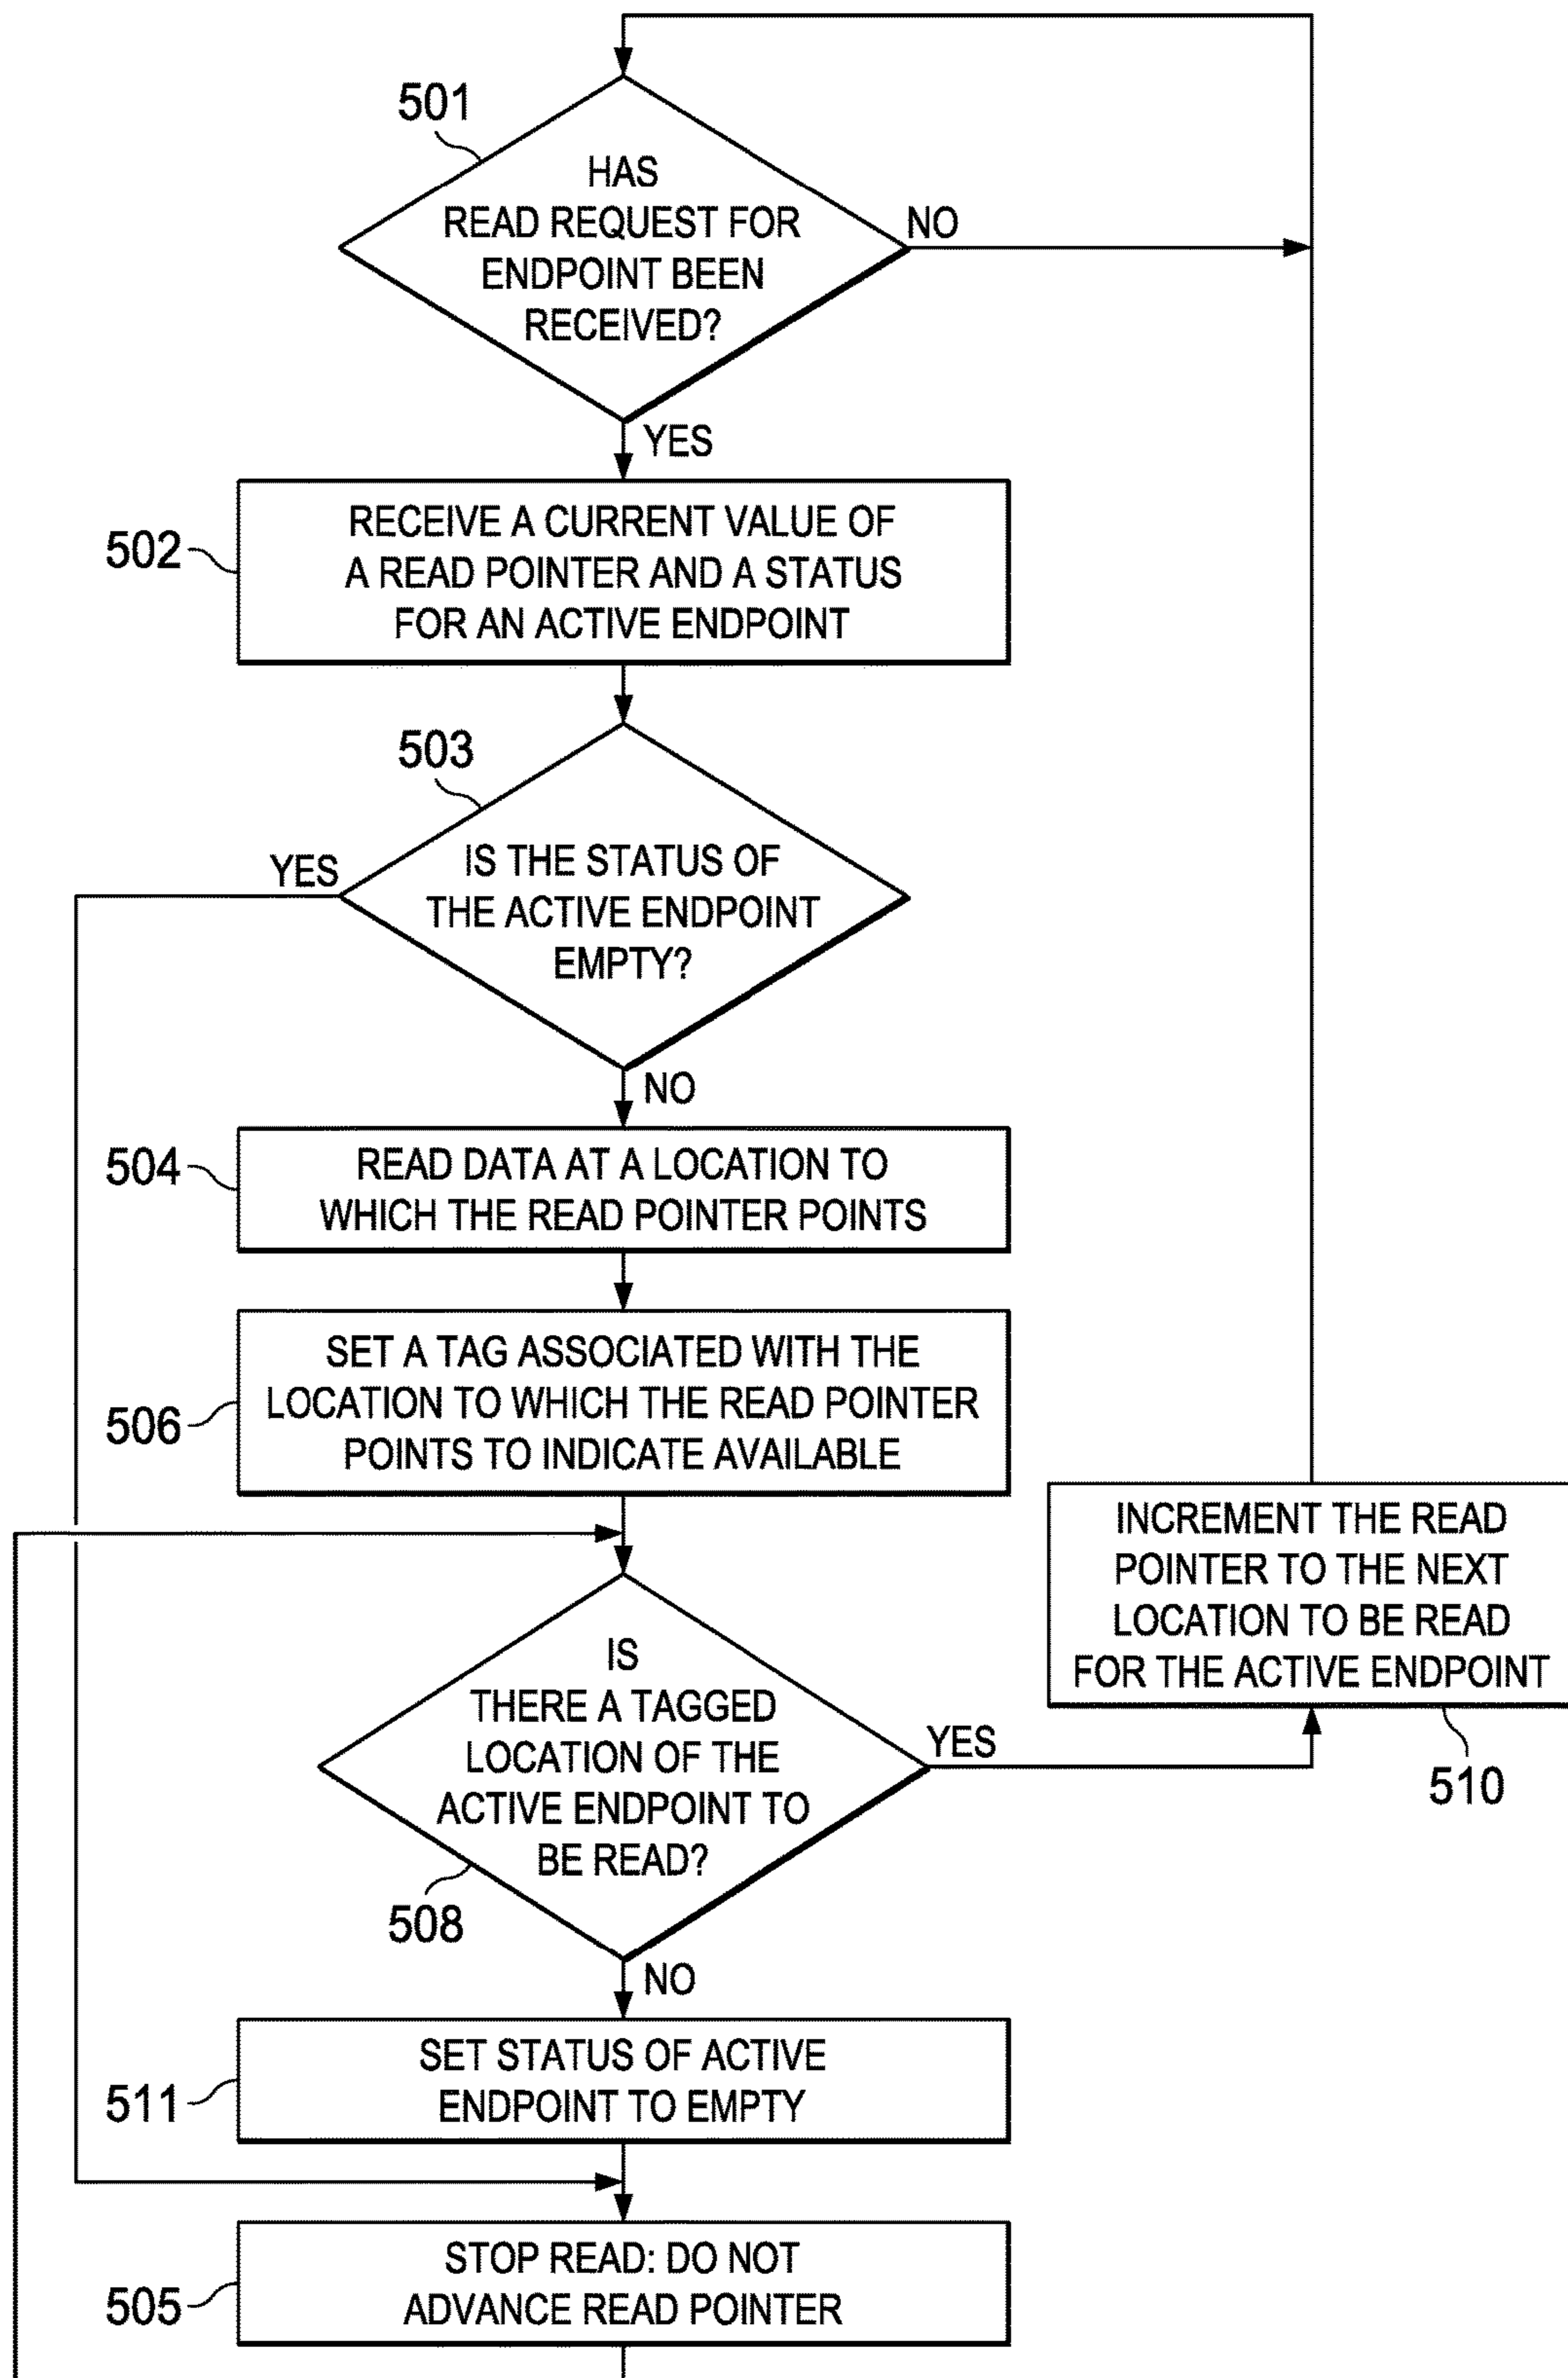 501
HAS
READ REQUEST FOR
ENDPOINT BEEN
RECEIVED?
NO
YES
502
RECEIVE A CURRENT VALUE OF
A READ POINTER AND A STATUS
FOR AN ACTIVE ENDPOINT
503
YES
IS THE STATUS OF
THE ACTIVE ENDPOINT
EMPTY?
NO
504
READ DATA AT A LOCATION TO
WHICH THE READ POINTER POINTS
506
SET A TAG ASSOCIATED WITH THE
LOCATION TO WHICH THE READ POINTER
POINTS TO INDICATE AVAILABLE
INCREMENT THE READ
POINTER TO THE NEXT
LOCATION TO BE READ
FOR THE ACTIVE ENDPOINT
510
IS
THERE A TAGGED
LOCATION OF THE
ACTIVE ENDPOINT TO
BE READ?
YES
508
NO
511
SET STATUS OF ACTIVE
ENDPOINT TO EMPTY
505
STOP READ: DO NOT
ADVANCE READ POINTER